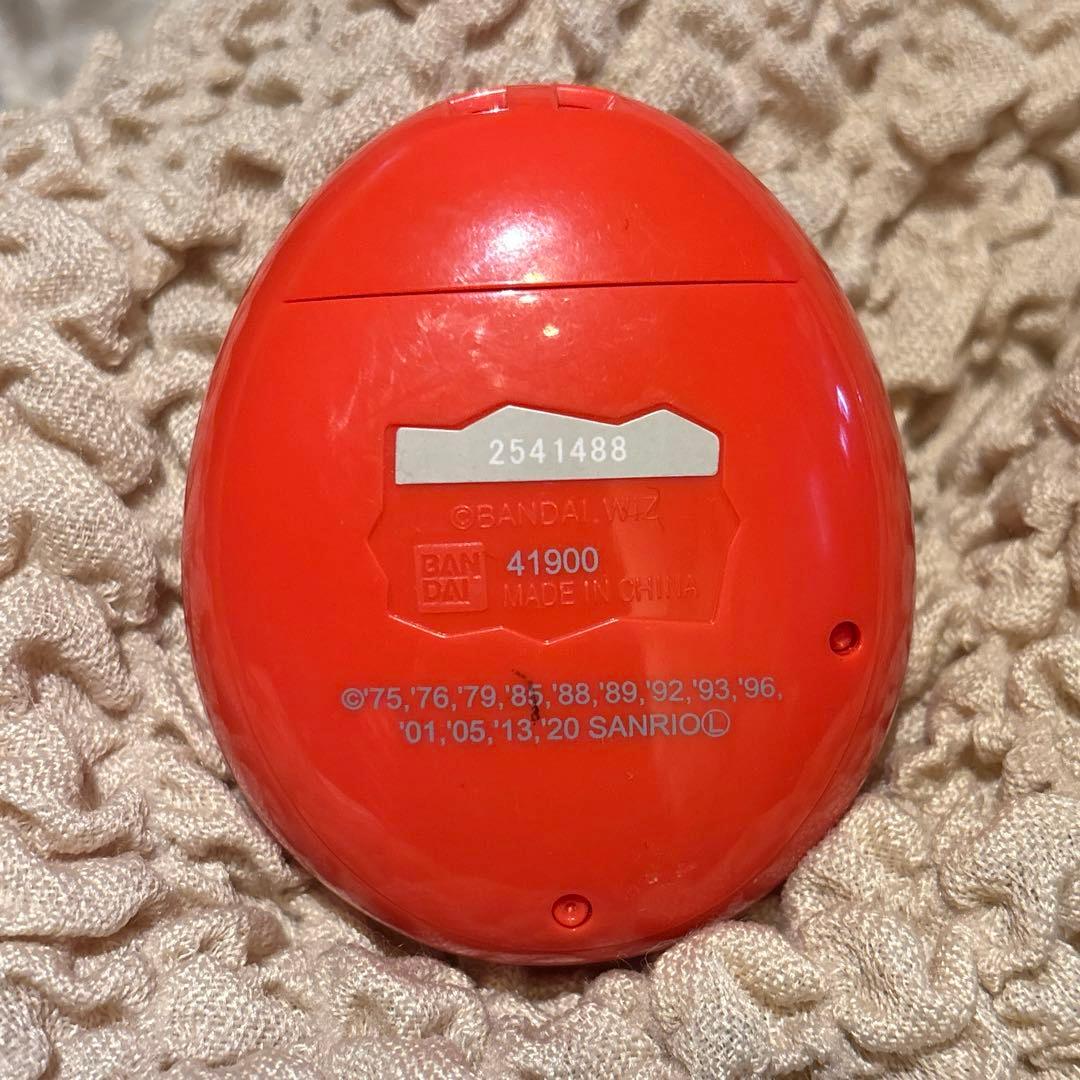 2541488
©BANDAI, WiZ
BAN
DAI
41900
MADE IN CHINA
©'75,'76,'79,'85,'88,'89,'92,'93,'96,
'01,'05,'13,'20 SANRIOⓁ